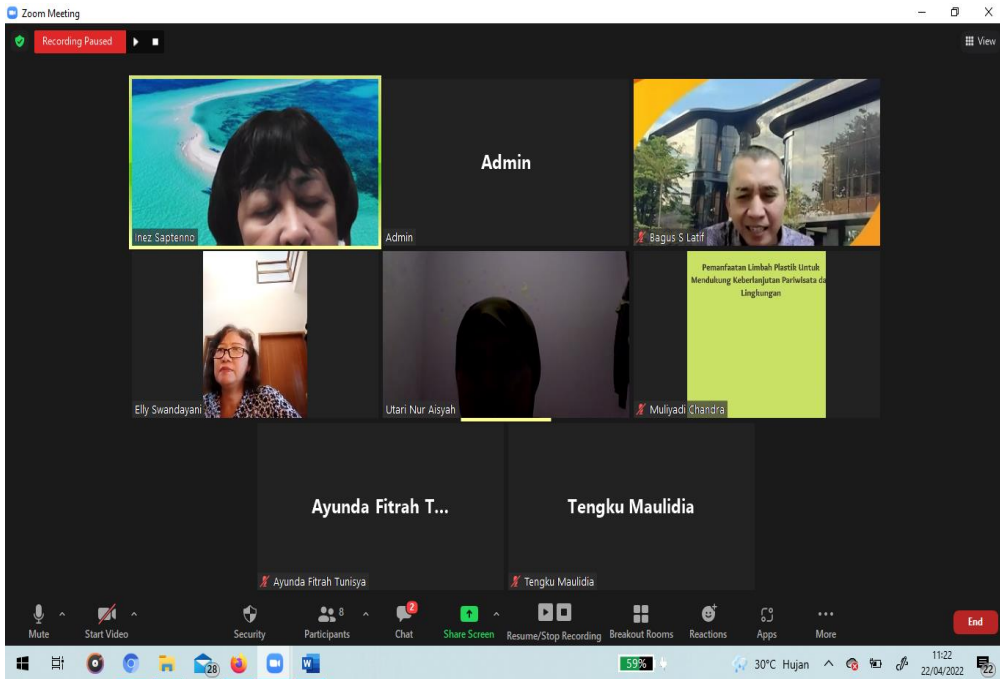 Zoom Meeting
Recording Paused
View
Inez Saptenno
Admin
Admin
Bagus S Latif
Elly Swandayani
Utari Nur Aisyah
Pemanfaatan Limbah Plastik Untuk
Mendukung Keberlanjutan Pariwisata da
Lingkungan
Muliyadi Chandra
Ayunda Fitrah T...
Ayunda Fitrah Tunisya
Tengku Maulidia
Tengku Maulidia
Mute
Start Video
Security
8
Participants
2
Chat
Share Screen
Resume/Stop Recording
Breakout Rooms
Reactions
Apps
More
End
28
W
59%
30°C Hujan
11:22
22/04/2022
22